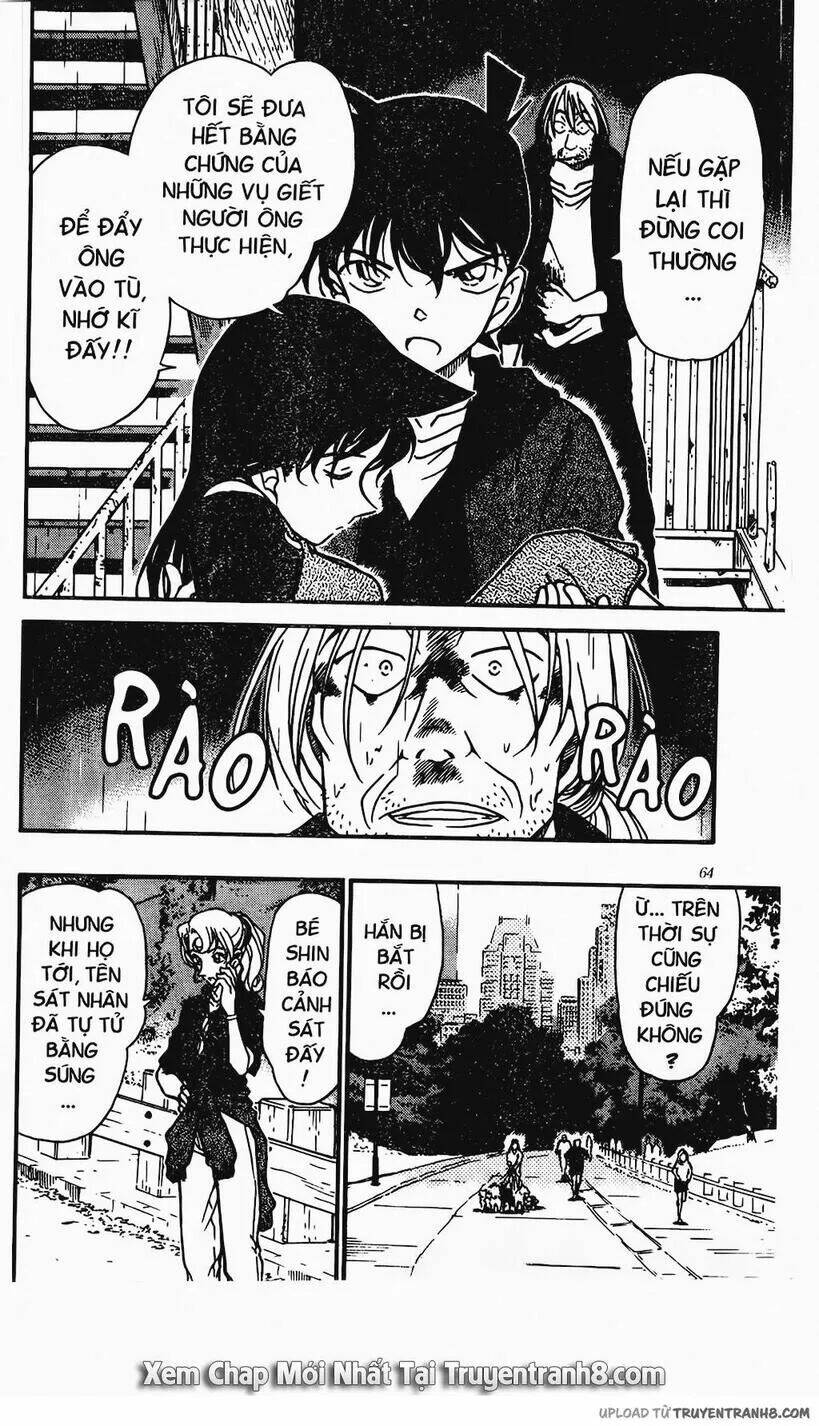 NẾU GẶP
LẠI THÌ
ĐỪNG COI
THƯỜNG
...
TÔI SẼ ĐƯA
HẾT BẰNG
CHỨNG CỦA
NHỮNG VỤ GIẾT
NGƯỜI ÔNG
THỰC HIỆN,
ĐỂ ĐẨY
ÔNG
VÀO TÙ,
NHỚ KĨ
ĐẤY!!
RÀO
RÀO
64
Ừ... TRÊN
THỜI SỰ
CŨNG
CHIẾU
ĐÚNG
KHÔNG
?
HẮN BỊ
BẮT
RỒI
...
BÉ
SHIN
BÁO
CẢNH
SÁT
ĐẤY
!
NHƯNG
KHI HỌ
TỚI, TÊN
SÁT NHÂN
ĐÃ TỰ TỬ
BẰNG
SÚNG
...
Xem Chap Mới Nhất Tại Truyentranh8.com
UPLOAD TỪ TRUYENTRANH8.COM